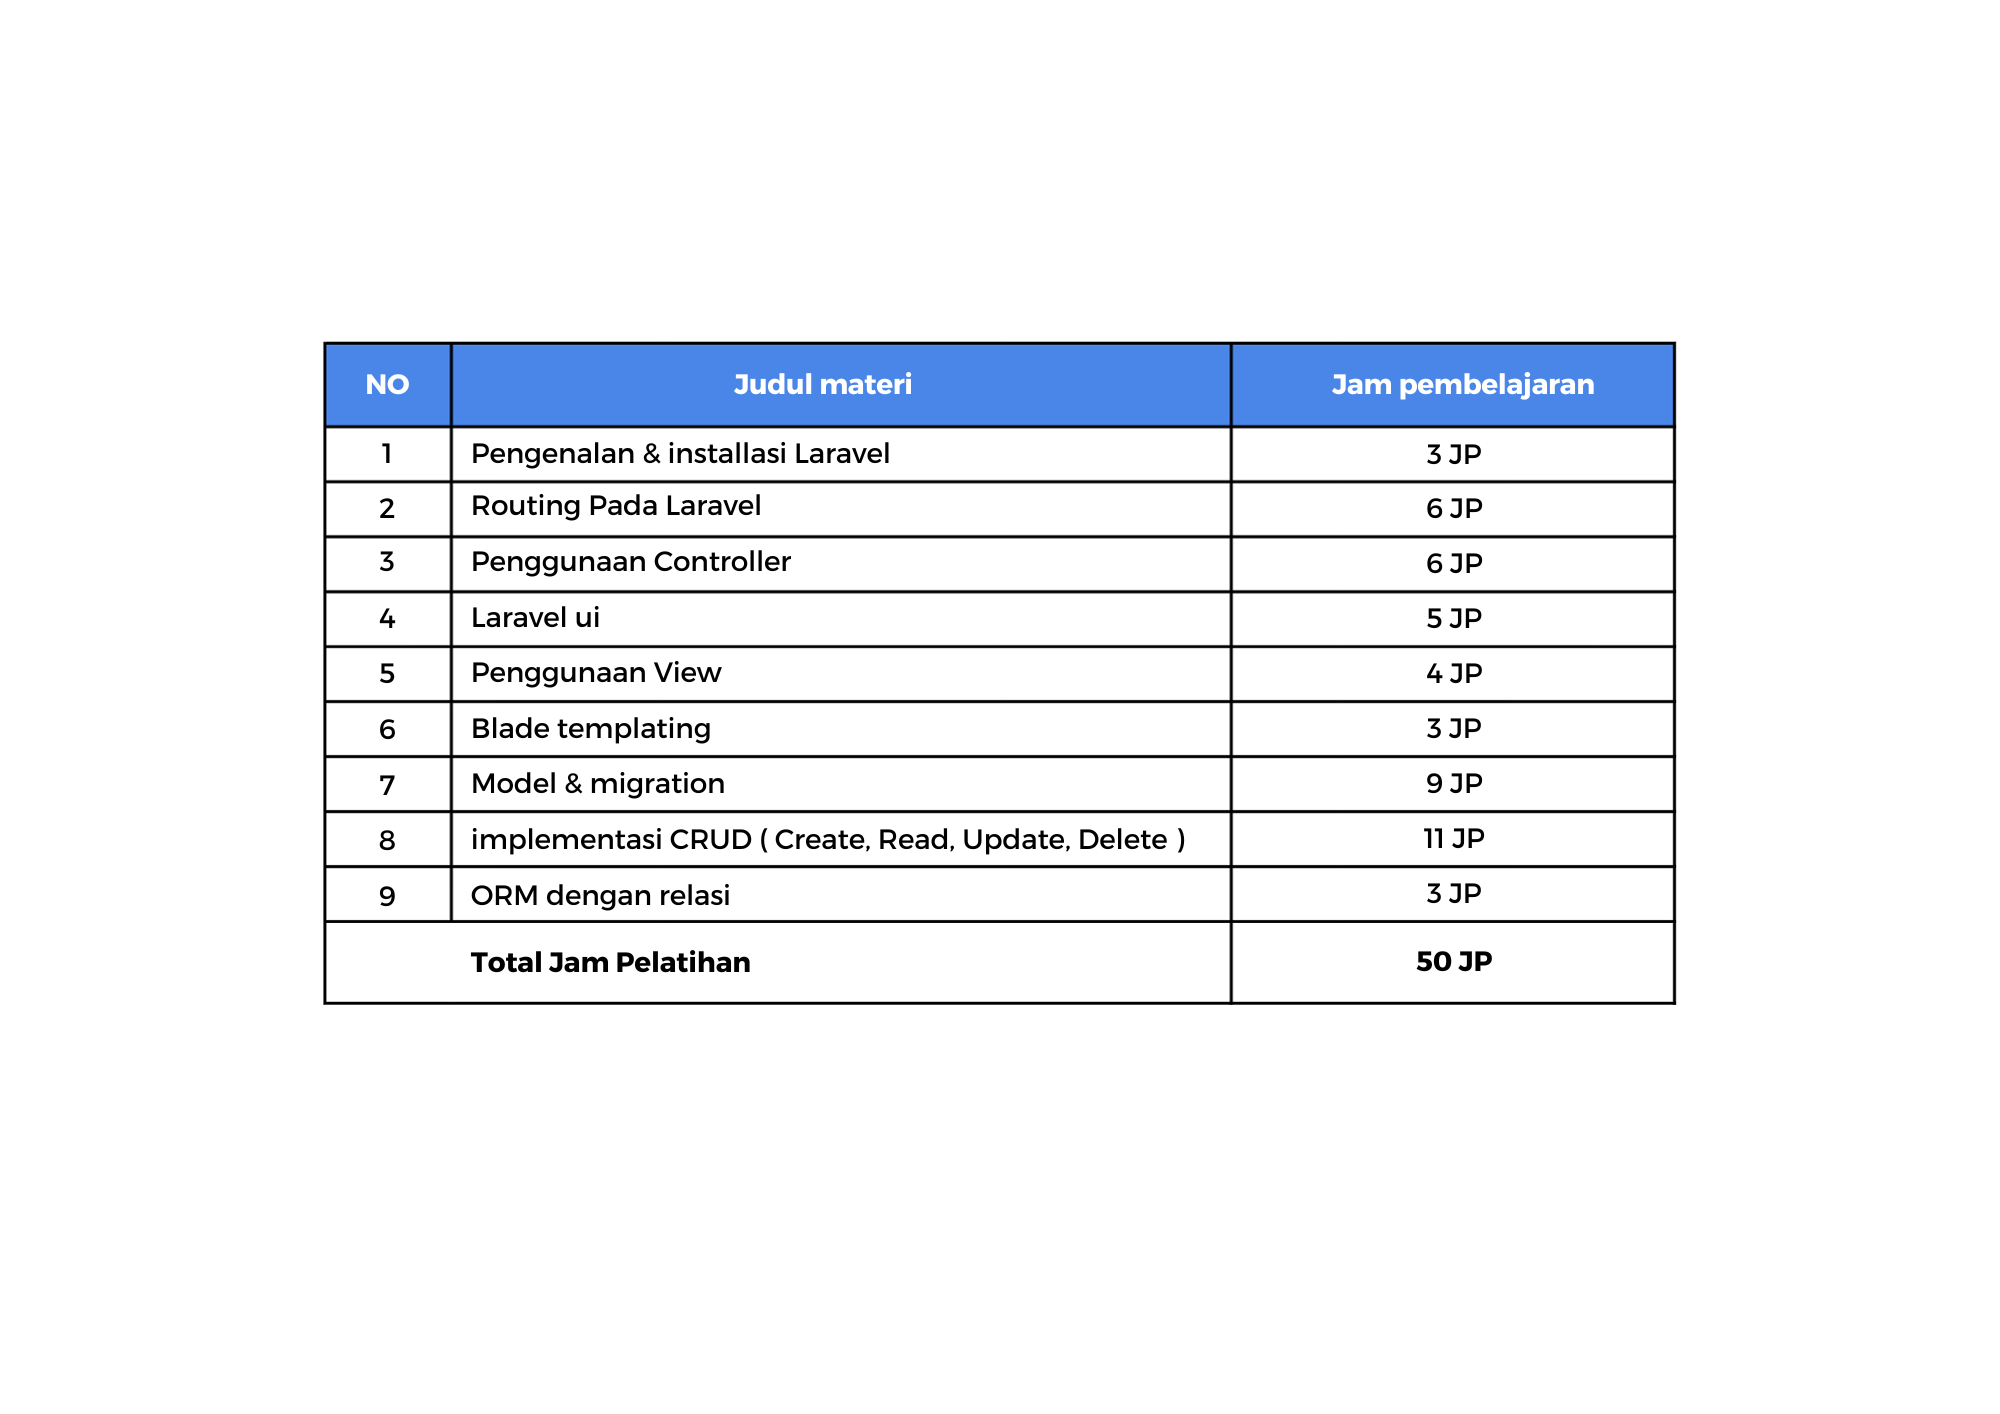 NO Judul materi Jam pembelajaran
1 Pengenalan & installasi Laravel 3 JP
2 Routing Pada Laravel 6 JP
3 Penggunaan Controller 6 JP
4 Laravel ui 5 JP
5 Penggunaan View 4 JP
6 Blade templating 3 JP
7 Model & migration 9 JP
8 implementasi CRUD ( Create, Read, Update, Delete ) 11 JP
9 ORM dengan relasi 3 JP
Total Jam Pelatihan 50 JP